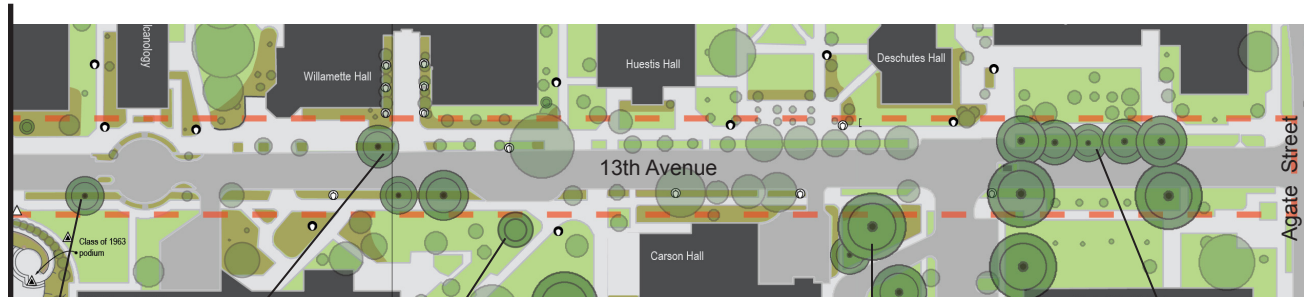 Willamette Hall
Huestis Hall
Deschutes Hall
13th Avenue
Agate Street
Class of 1963
podium
Carson Hall